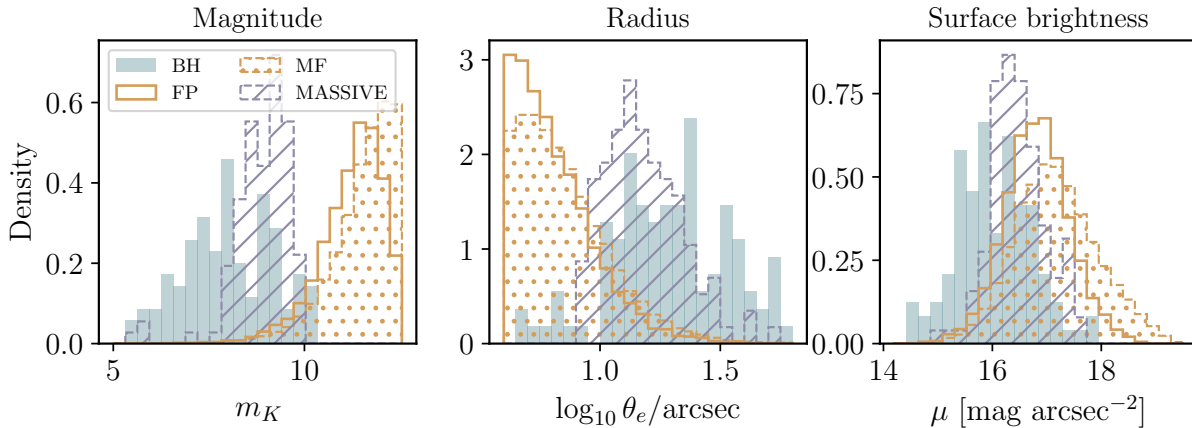 Magnitude
Radius
Surface brightness
BH
FP
MF
MASSIVE
Density
0.0
0.2
0.4
0.6
5
10
m_K
0
1
2
3
1.0
1.5
log₁₀ θₑ/arcsec
0.00
0.25
0.50
0.75
14
16
18
μ [mag arcsec⁻²]